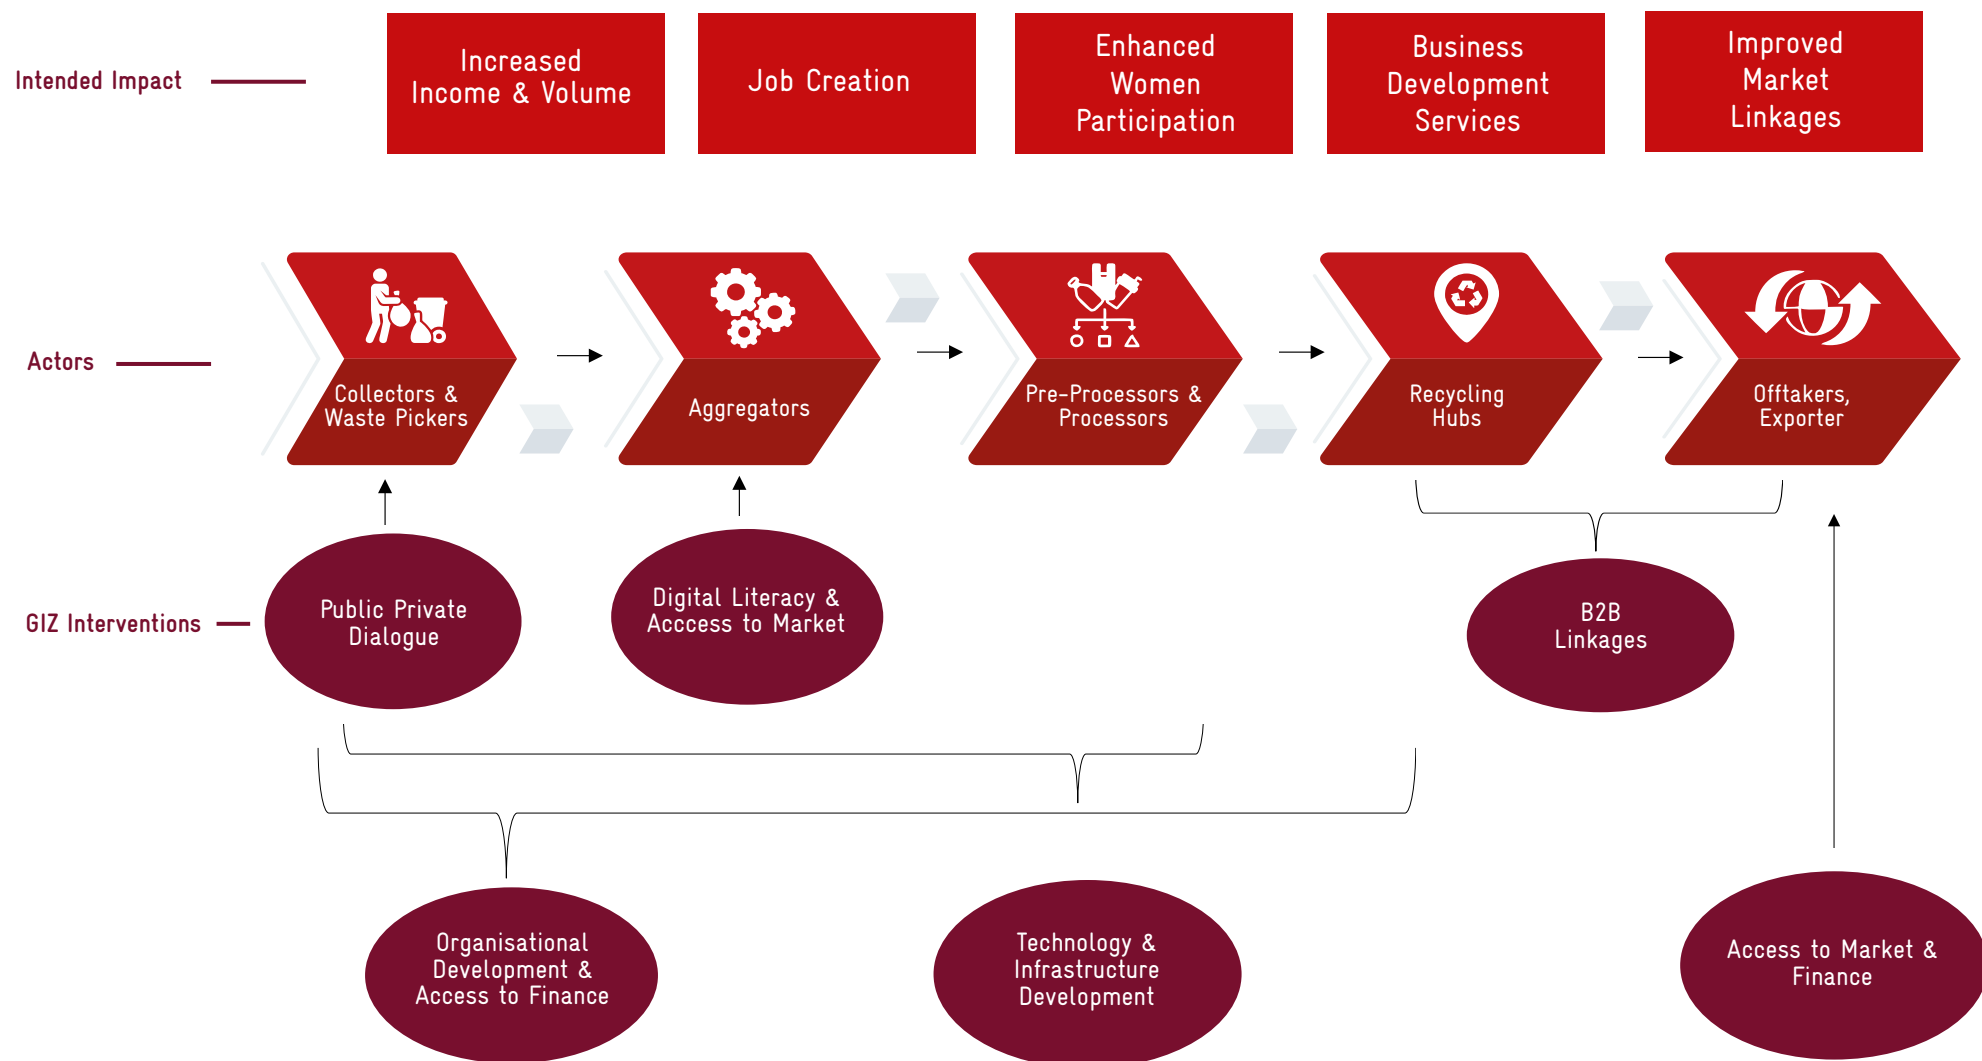 Intended Impact
Increased
Income & Volume
Job Creation
Enhanced
Women
Participation
Business
Development
Services
Improved
Market
Linkages
Actors
Collectors &
Waste Pickers
Aggregators
Pre-Processors &
Processors
Recycling
Hubs
Offtakers,
Exporter
GIZ Interventions
Public Private
Dialogue
Digital Literacy &
Acccess to Market
B2B
Linkages
Organisational
Development &
Access to Finance
Technology &
Infrastructure
Development
Access to Market &
Finance